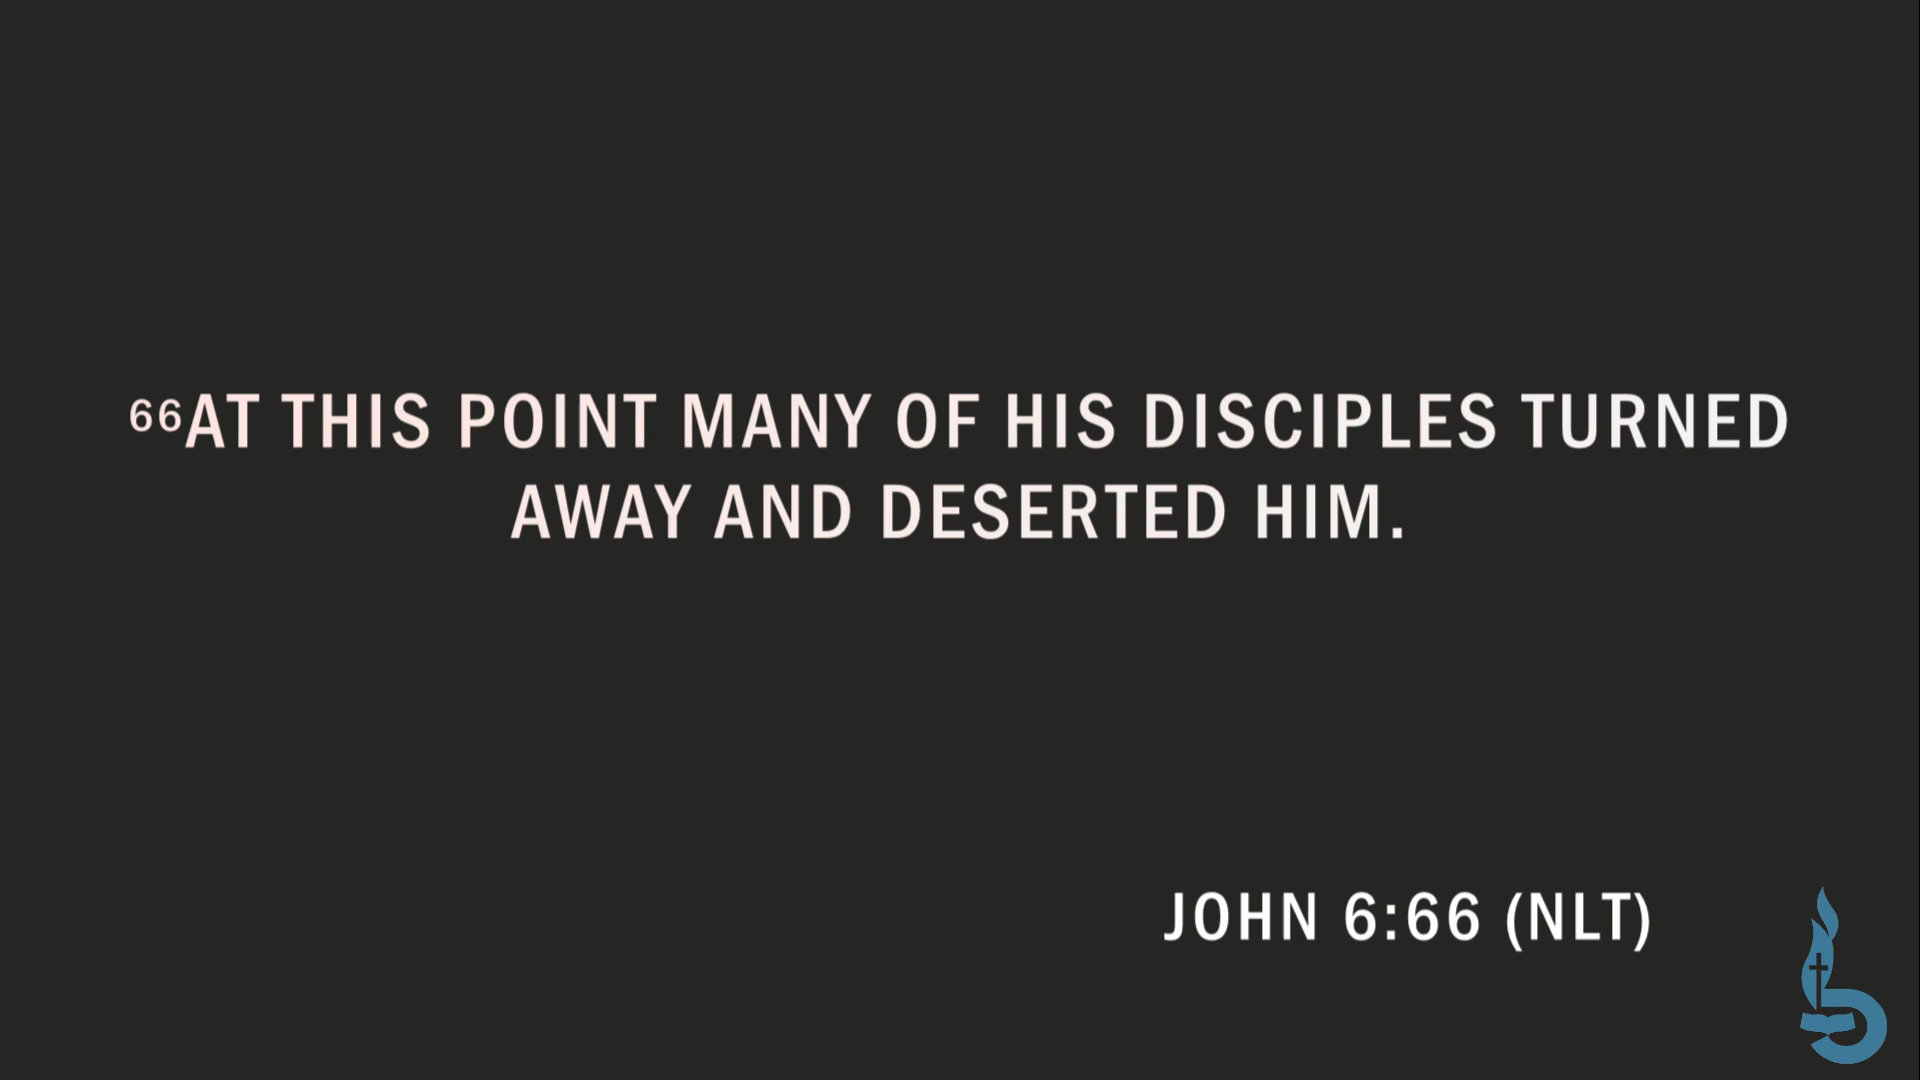 ⁶⁶AT THIS POINT MANY OF HIS DISCIPLES TURNED
AWAY AND DESERTED HIM.
JOHN 6:66 (NLT)